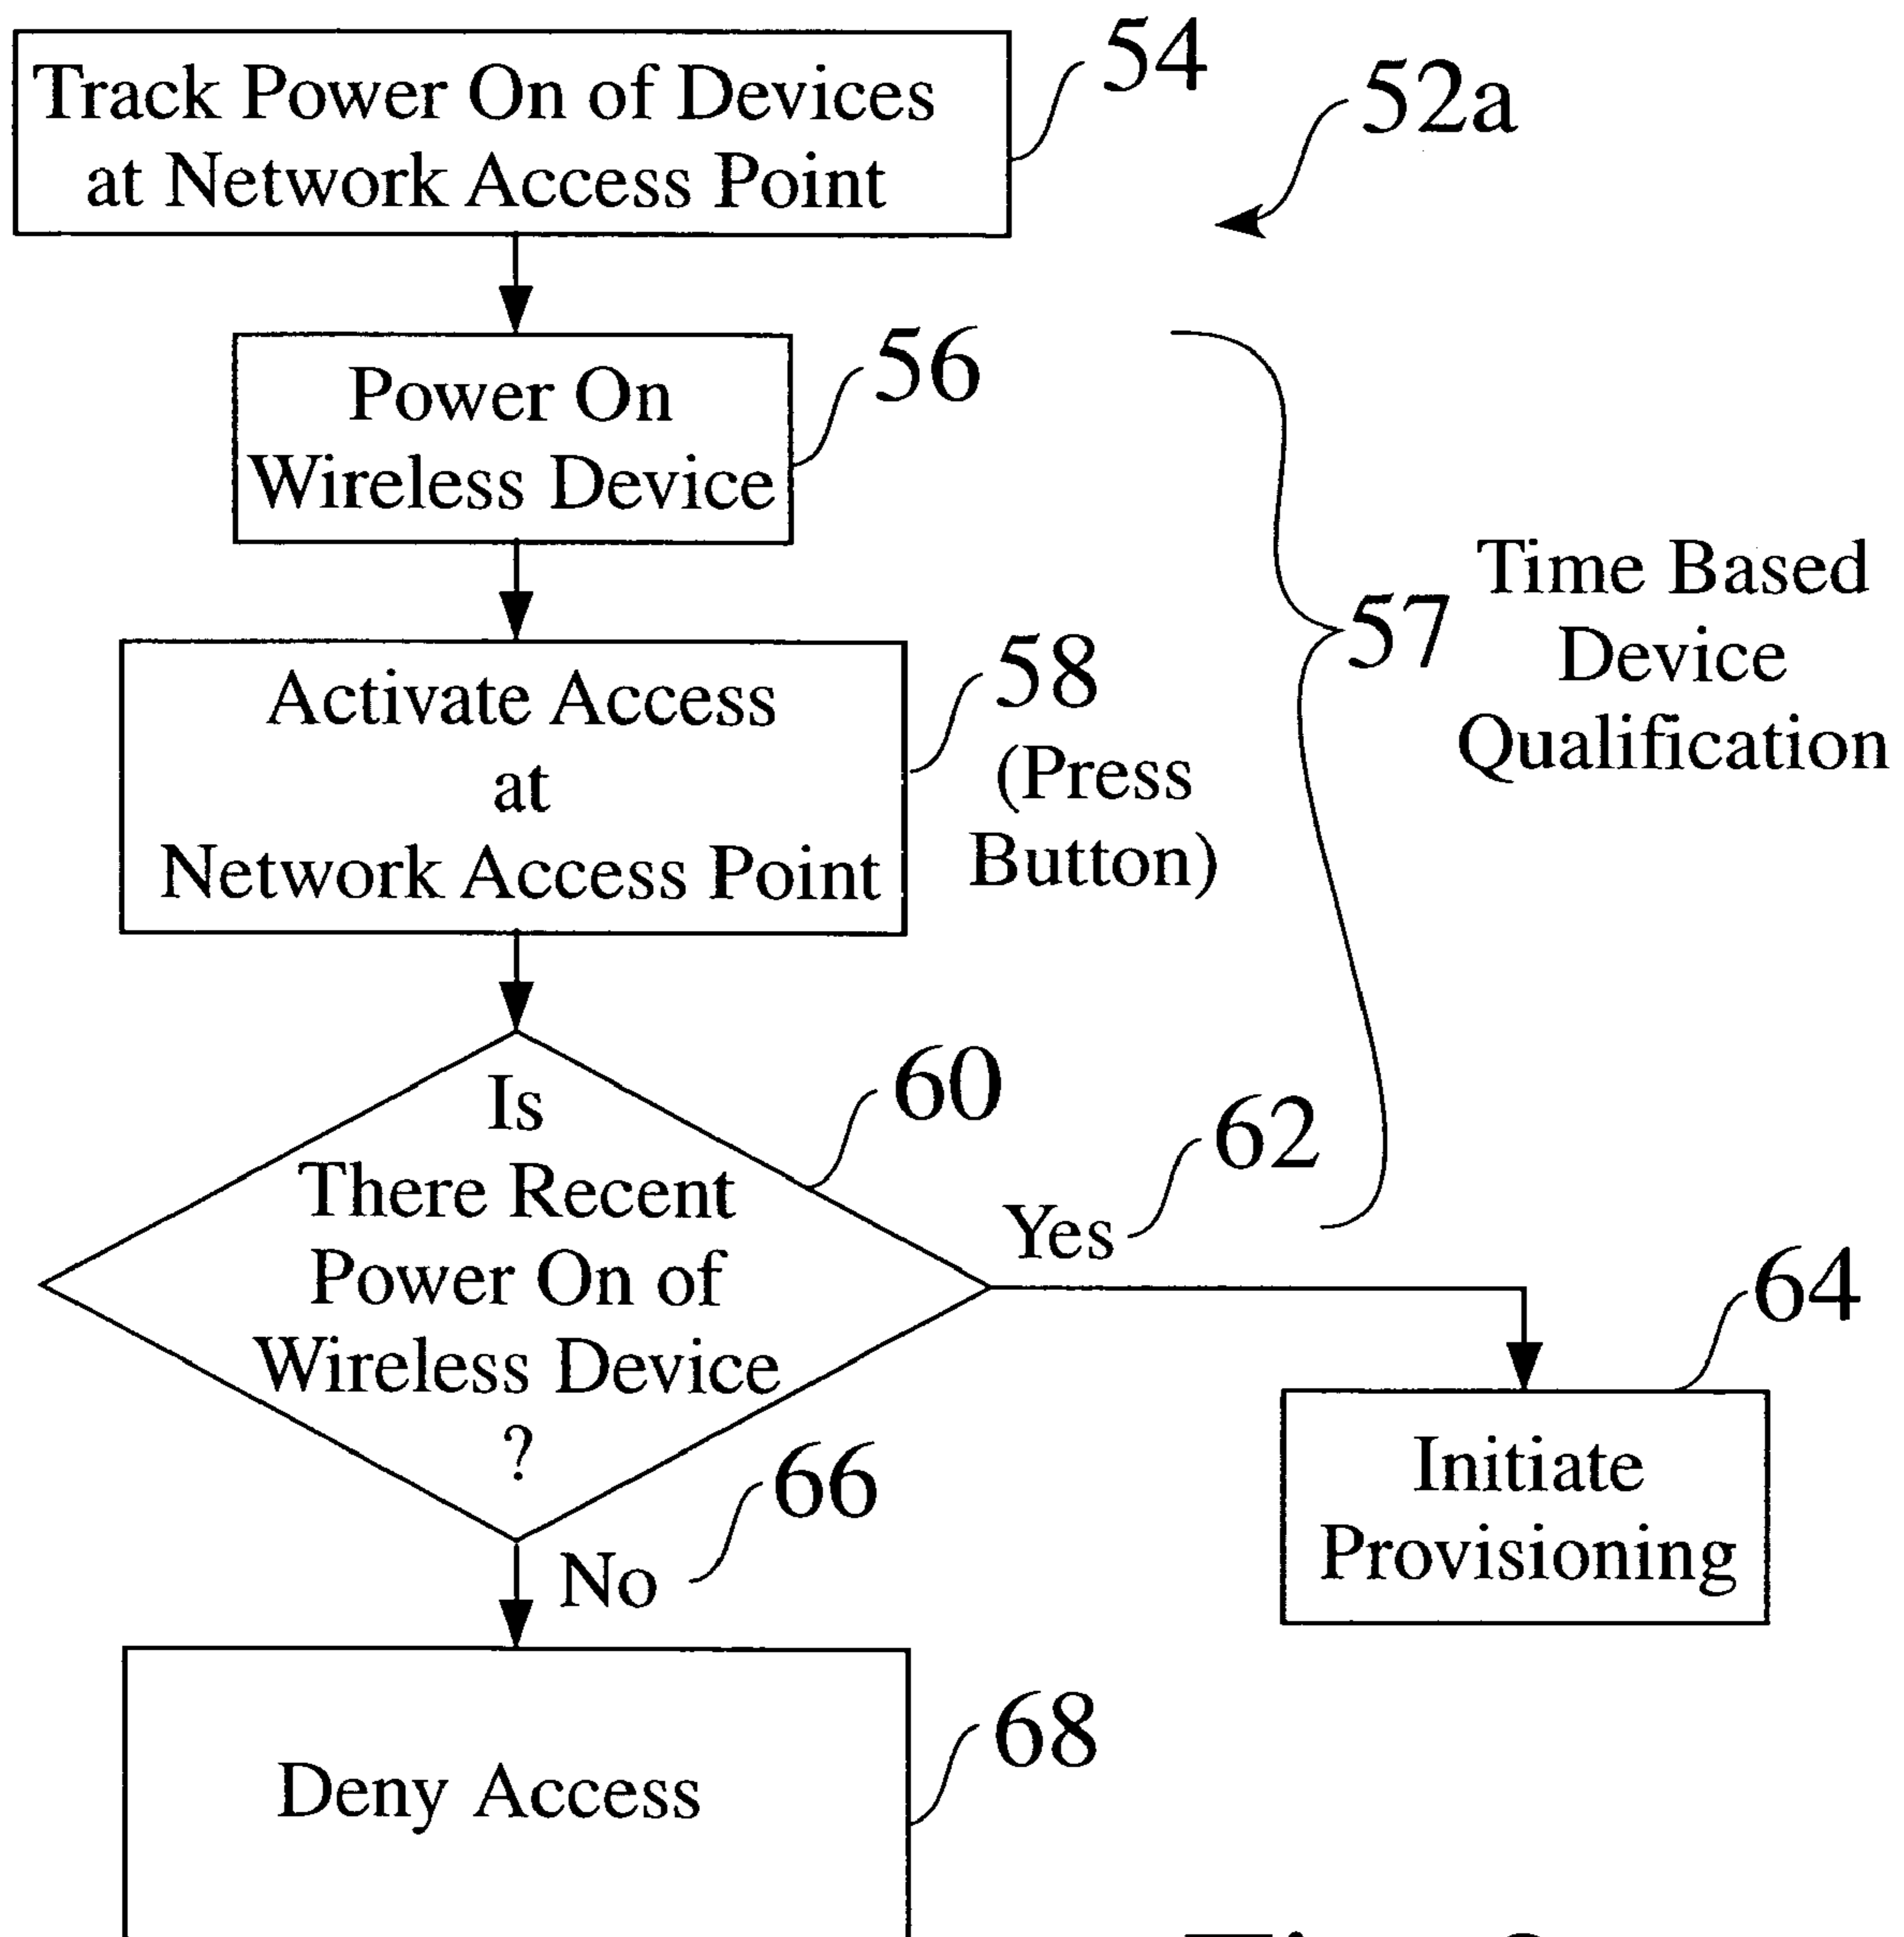 Track Power On of Devices
at Network Access Point
54
52a
Power On
Wireless Device
56
Activate Access
at
Network Access Point
58
(Press
Button)
57
Time Based
Device
Qualification
Is
There Recent
Power On of
Wireless Device
?
60
Yes
62
64
Initiate
Provisioning
No
66
Deny Access
68